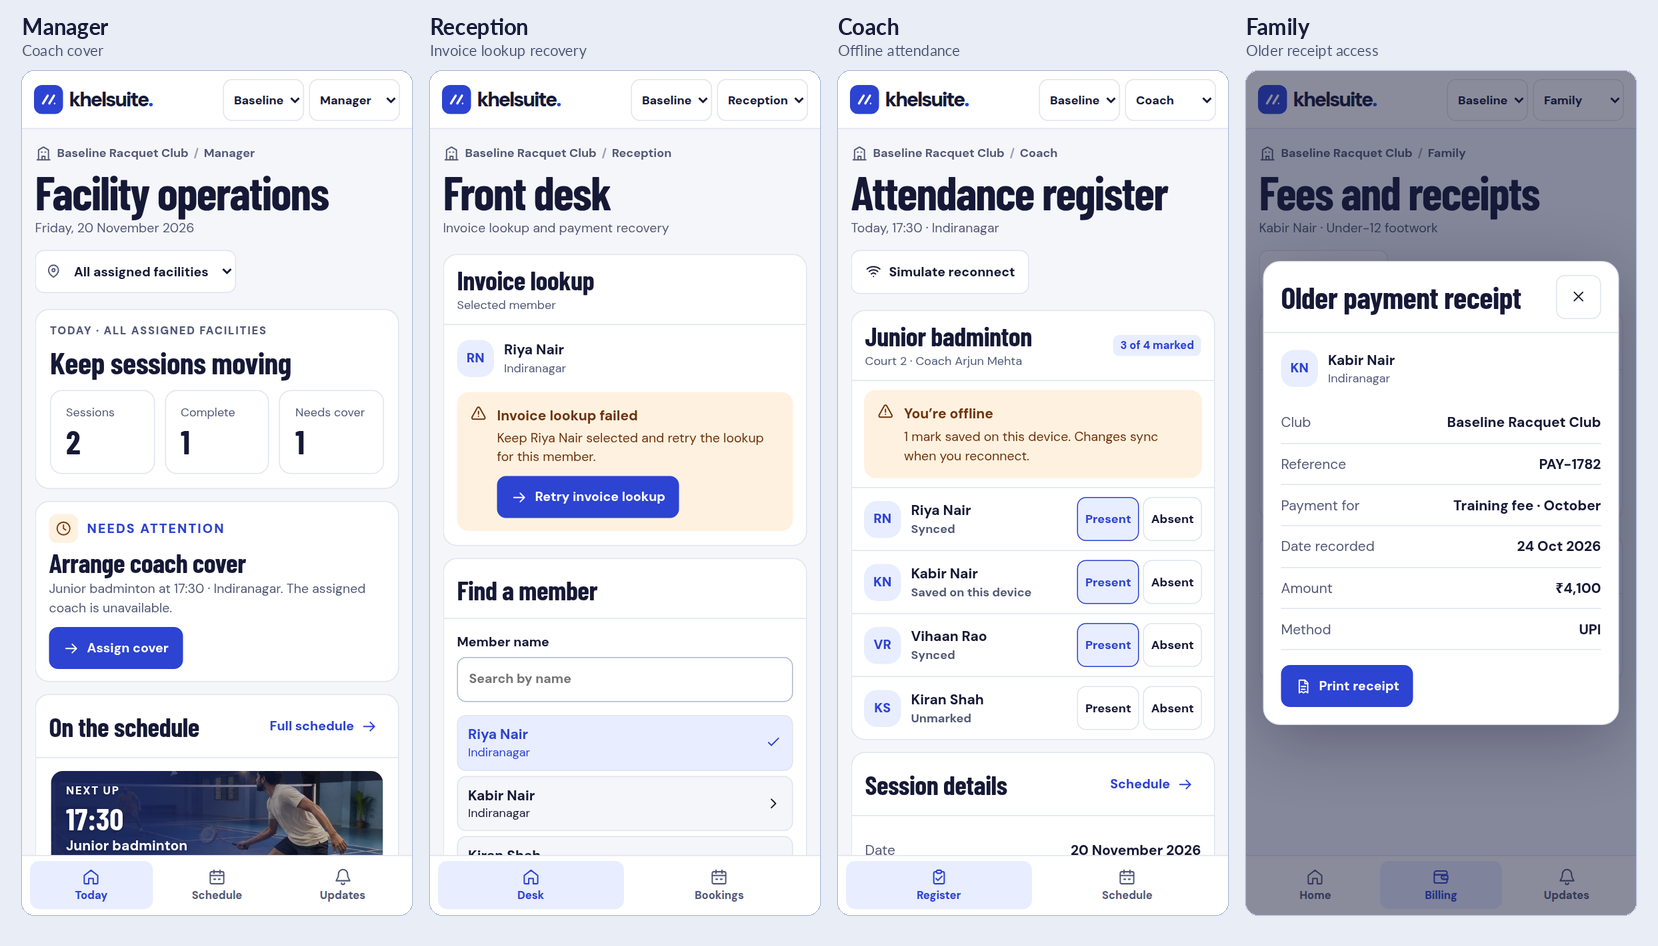 Manager
Coach cover
khelsuite.
Baseline
Manager
Baseline Racquet Club / Manager
Facility operations
Friday, 20 November 2026
All assigned facilities
TODAY · ALL ASSIGNED FACILITIES
Keep sessions moving
Sessions
2
Complete
1
Needs cover
1
NEEDS ATTENTION
Arrange coach cover
Junior badminton at 17:30 · Indiranagar. The assigned
coach is unavailable.
Assign cover
On the schedule
Full schedule
NEXT UP
17:30
Junior badminton
Today
Schedule
Updates
Reception
Invoice lookup recovery
khelsuite.
Baseline
Reception
Baseline Racquet Club / Reception
Front desk
Invoice lookup and payment recovery
Invoice lookup
Selected member
RN
Riya Nair
Indiranagar
Invoice lookup failed
Keep Riya Nair selected and retry the lookup
for this member.
Retry invoice lookup
Find a member
Member name
Search by name
Riya Nair
Indiranagar
Kabir Nair
Indiranagar
Kiran Shah
Desk
Bookings
Coach
Offline attendance
khelsuite.
Baseline
Coach
Baseline Racquet Club / Coach
Attendance register
Today, 17:30 · Indiranagar
Simulate reconnect
Junior badminton
Court 2 · Coach Arjun Mehta
3 of 4 marked
You're offline
1 mark saved on this device. Changes sync
when you reconnect.
RN
Riya Nair
Synced
Present
Absent
KN
Kabir Nair
Saved on this device
Present
Absent
VR
Vihaan Rao
Synced
Present
Absent
KS
Kiran Shah
Unmarked
Present
Absent
Session details
Schedule
Date
20 November 2026
Register
Schedule
Family
Older receipt access
khelsuite.
Baseline
Family
Baseline Racquet Club / Family
Fees and receipts
Kabir Nair · Under-12 footwork
Older payment receipt
KN
Kabir Nair
Indiranagar
Club
Baseline Racquet Club
Reference
PAY-1782
Payment for
Training fee · October
Date recorded
24 Oct 2026
Amount
₹4,100
Method
UPI
Print receipt
Home
Billing
Updates